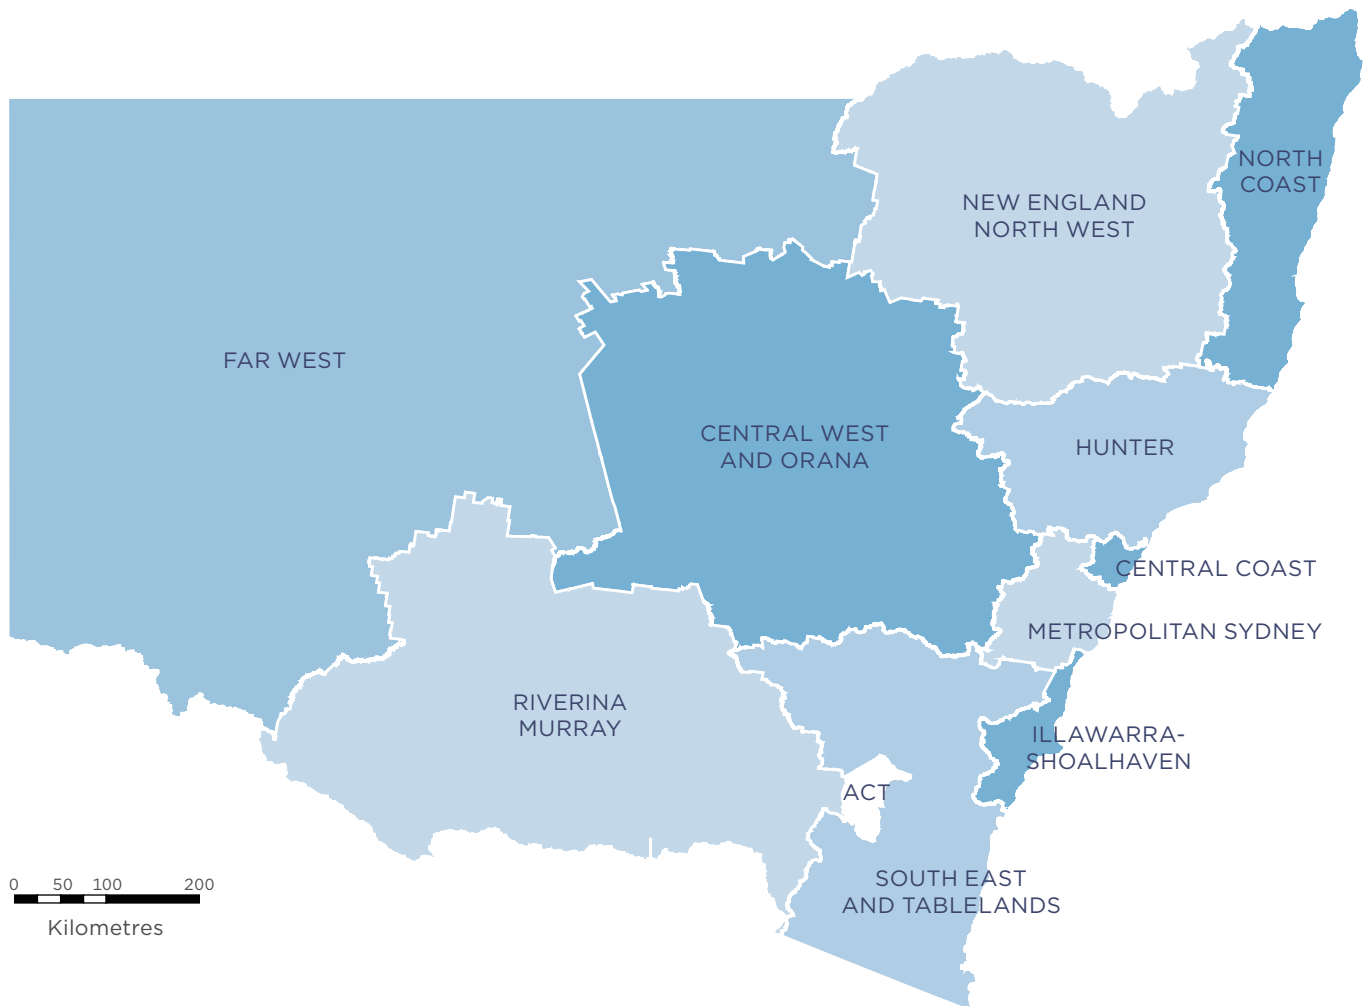 NORTH
COAST
NEW ENGLAND
NORTH WEST
FAR WEST
CENTRAL WEST
AND ORANA
HUNTER
CENTRAL COAST
METROPOLITAN SYDNEY
RIVERINA
MURRAY
ILLAWARRA-
SHOALHAVEN
ACT
SOUTH EAST
AND TABLELANDS
0 50 100 200
Kilometres